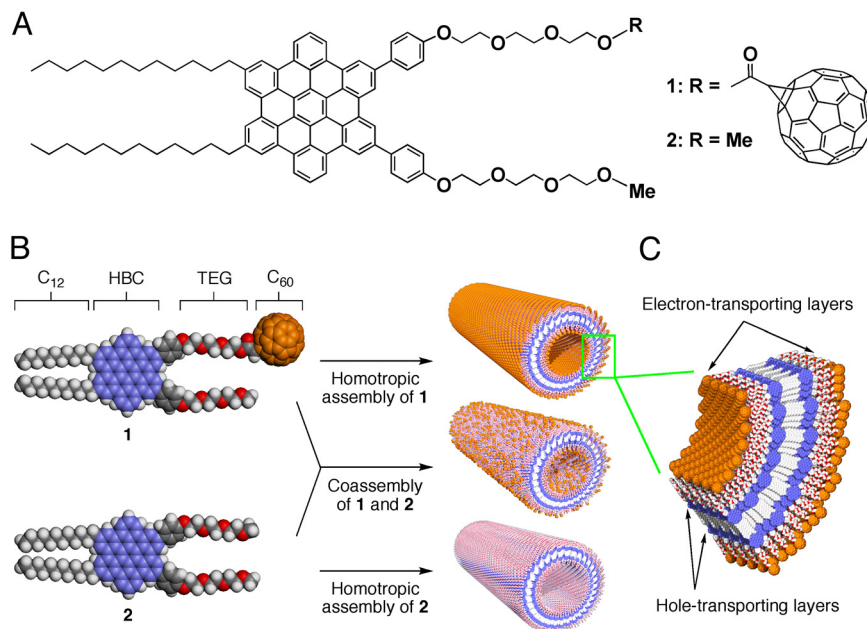 A
O
O
O
O
R
O
O
O
O
Me
1: R =
O
2: R = Me
B
C
C12
HBC
TEG
C60
1
2
Homotropic
assembly of 1
Coassembly
of 1 and 2
Homotropic
assembly of 2
Electron-transporting layers
Hole-transporting layers